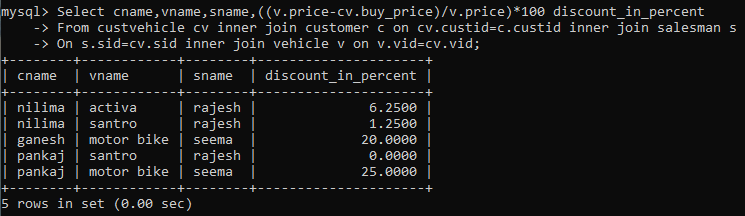 mysql> Select cname,vname,sname,((v.price-cv.buy_price)/v.price)*100 discount_in_percent
    -> From custvehicle cv inner join customer c on cv.custid=c.custid inner join salesman s
    -> On s.sid=cv.sid inner join vehicle v on v.vid=cv.vid;
+--------+------------+--------+---------------------+
| cname  | vname      | sname  | discount_in_percent |
+--------+------------+--------+---------------------+
| nilima | activa     | rajesh |              6.2500 |
| nilima | santro     | rajesh |              1.2500 |
| ganesh | motor bike | seema  |             20.0000 |
| pankaj | santro     | rajesh |              0.0000 |
| pankaj | motor bike | seema  |             25.0000 |
+--------+------------+--------+---------------------+
5 rows in set (0.00 sec)